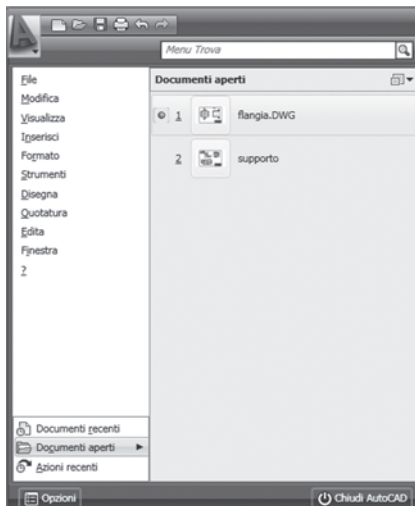 Menu Trova
File
Modifica
Visualizza
Inserisci
Formato
Strumenti
Disegna
Quotatura
Edita
Finestra
?
Documenti recenti
Documenti aperti
Azioni recenti
Documenti aperti
1 flangia.DWG
2 supporto
Opzioni
Chiudi AutoCAD